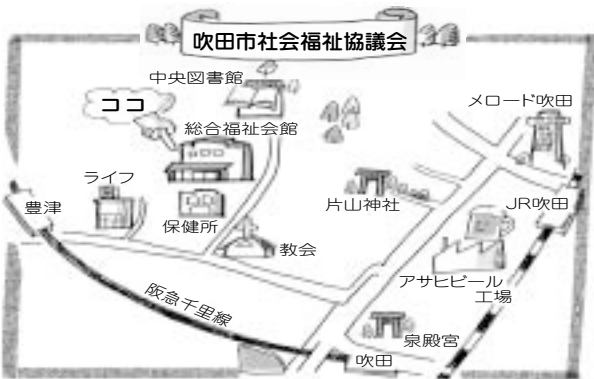 吹田市社会福祉協議会
中央図書館
ココ
総合福祉会館
メロード吹田
ライフ
豊津
保健所
教会
片山神社
JR吹田
アサヒビール
工場
阪急千里線
泉殿宮
吹田